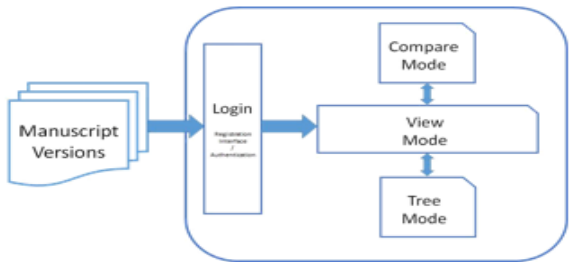 Manuscript
Versions
Login
Registration
Interface
/
Authentication
Compare
Mode
View
Mode
Tree
Mode